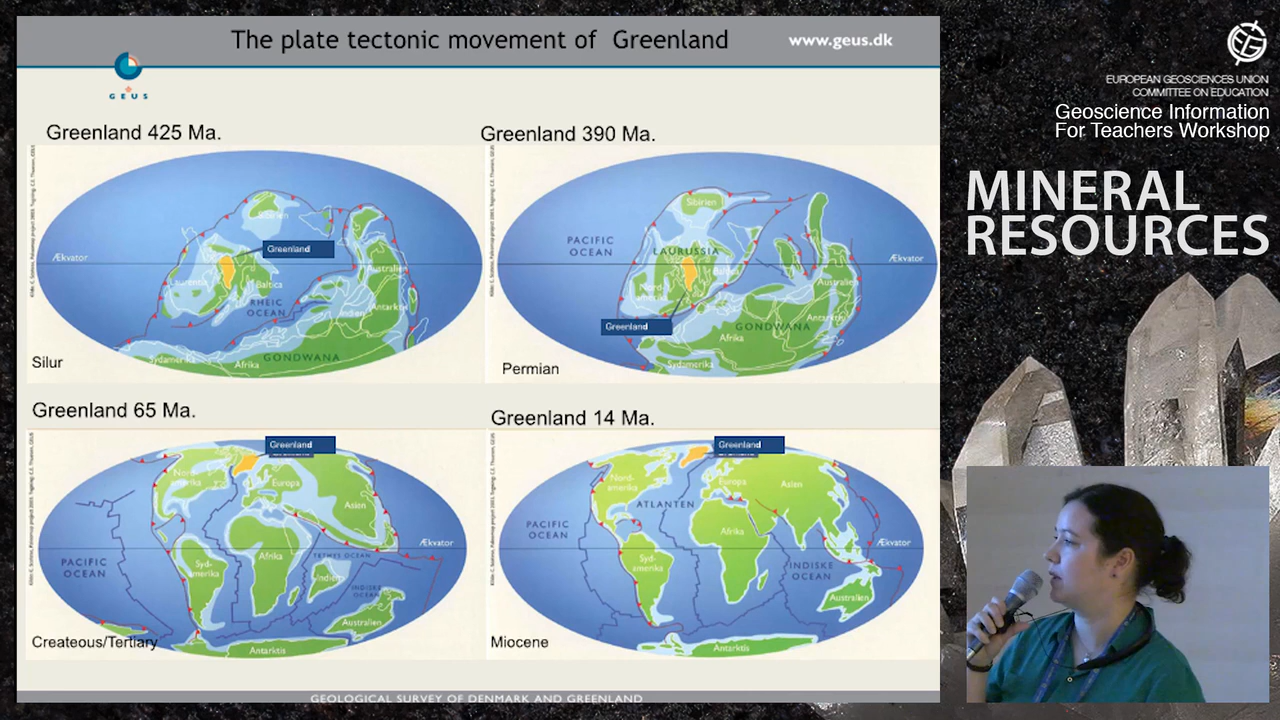 The plate tectonic movement of Greenland
www.geus.dk
GEUS
Greenland 425 Ma.
Ækvator
Sibirien
Greenland
Laurentia
Baltica
Australien
RHEIC
OCEAN
Indien
Antarktis
Sydamerika
Afrika
GONDWANA
Silur
Greenland 390 Ma.
PACIFIC
OCEAN
Sibirien
LAURUSSIA
Ækvator
Nord-
amerika
Baltica
Australien
Greenland
GONDWANA
Antarktis
Afrika
Sydamerika
Permian
Greenland 65 Ma.
Greenland
Nord-
amerika
Europa
Asien
Afrika
Ækvator
TETHYS OCEAN
PACIFIC
OCEAN
Syd-
amerika
Indien
INDISKE
OCEAN
Australien
Createous/Tertiary
Antarktis
Greenland 14 Ma.
Greenland
Nord-
amerika
Europa
Asien
ATLANTEN
PACIFIC
OCEAN
Afrika
Ækvator
Syd-
amerika
INDISKE
OCEAN
Australien
Miocene
Antarktis
GEOLOGICAL SURVEY OF DENMARK AND GREENLAND
EUROPEAN GEOSCIENCES UNION
COMMITTEE ON EDUCATION
Geoscience Information
For Teachers Workshop
MINERAL
RESOURCES